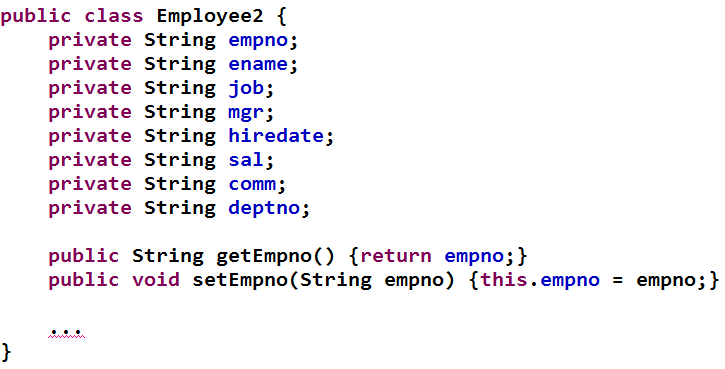 public class Employee2 {
    private String empno;
    private String ename;
    private String job;
    private String mgr;
    private String hiredate;
    private String sal;
    private String comm;
    private String deptno;

    public String getEmpno() {return empno;}
    public void setEmpno(String empno) {this.empno = empno;}

    ...
}